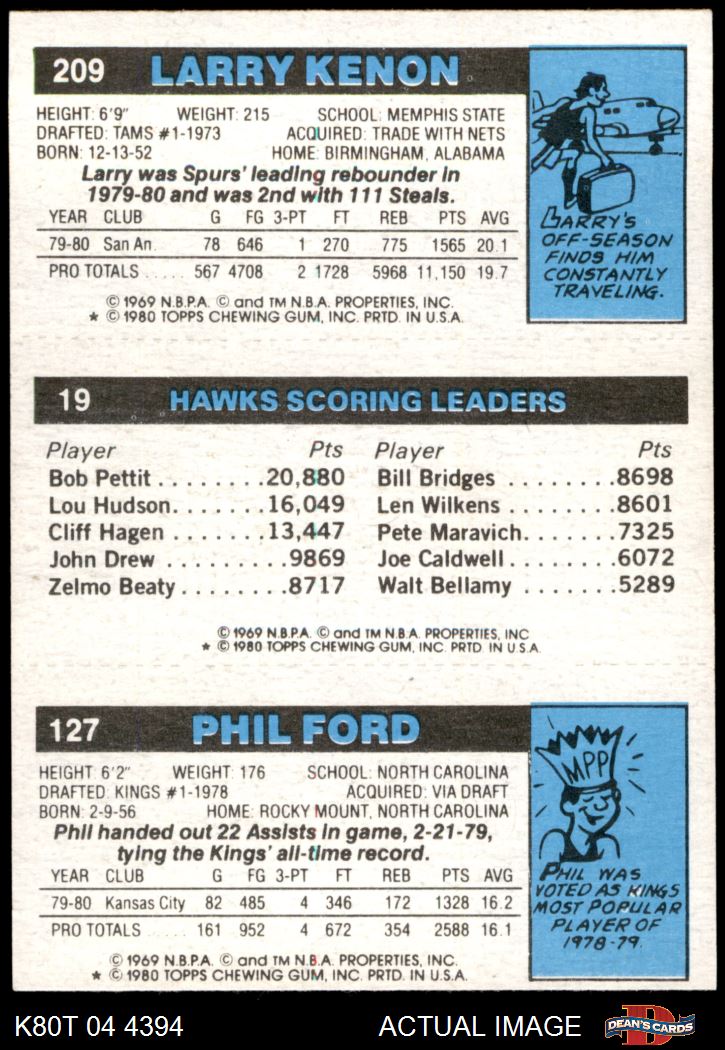 209 LARRY KENON
HEIGHT: 6'9" WEIGHT: 215 SCHOOL: MEMPHIS STATE
DRAFTED: TAMS #1-1973 ACQUIRED: TRADE WITH NETS
BORN: 12-13-52 HOME: BIRMINGHAM, ALABAMA
Larry was Spurs' leading rebounder in
1979-80 and was 2nd with 111 Steals.
YEAR CLUB G FG 3-PT FT REB PTS AVG
79-80 San An. 78 646 1 270 775 1565 20.1
PRO TOTALS ..... 567 4708 2 1728 5968 11,150 19.7
© 1969 N.B.P.A. © and TM N.B.A. PROPERTIES, INC.
* © 1980 TOPPS CHEWING GUM, INC. PRTD. IN U.S.A.
LARRY'S
OFF-SEASON
FINDS HIM
CONSTANTLY
TRAVELING.
19 HAWKS SCORING LEADERS
Player Pts Player Pts
Bob Pettit ........ 20,880 Bill Bridges ........ 8698
Lou Hudson. ....... 16,049 Len Wilkens ........ 8601
Cliff Hagen ....... 13,447 Pete Maravich. ...... 7325
John Drew ......... 9869 Joe Caldwell. ....... 6072
Zelmo Beaty ........ 8717 Walt Bellamy ....... 5289
© 1969 N.B.P.A. © and TM N.B.A. PROPERTIES, INC
* © 1980 TOPPS CHEWING GUM, INC. PRTD IN U.S.A.
127 PHIL FORD
HEIGHT: 6'2" WEIGHT: 176 SCHOOL: NORTH CAROLINA
DRAFTED: KINGS #1-1978 ACQUIRED: VIA DRAFT
BORN: 2-9-56 HOME: ROCKY MOUNT, NORTH CAROLINA
Phil handed out 22 Assists in game, 2-21-79,
tying the Kings' all-time record.
YEAR CLUB G FG 3-PT FT REB PTS AVG
79-80 Kansas City 82 485 4 346 172 1328 16.2
PRO TOTALS ..... 161 952 4 672 354 2588 16.1
© 1969 N.B.P.A. © and TM N.B.A. PROPERTIES, INC.
* © 1980 TOPPS CHEWING GUM, INC. PRTD. IN U.S.A.
MPP
PHIL WAS
VOTED AS KINGS
MOST POPULAR
PLAYER OF
1978-79.
K80T 04 4394 ACTUAL IMAGE D DEAN'S CARDS